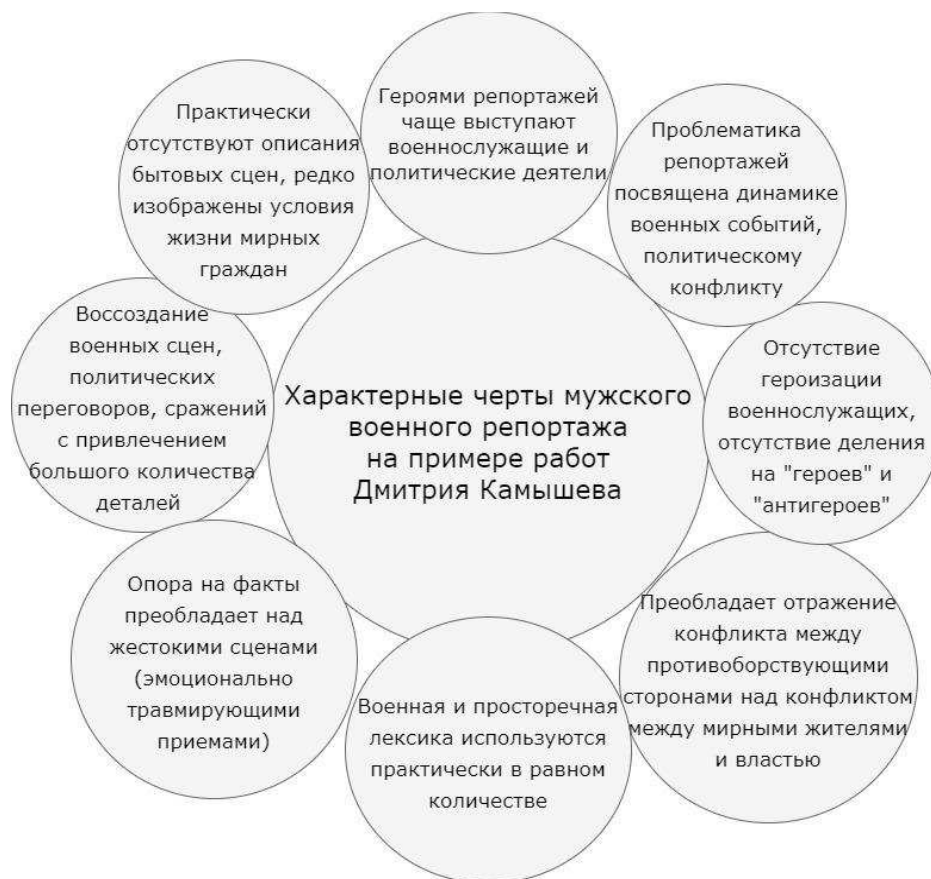 Героями репортажей
чаще выступают
военнослужащие и
политические деятели
Проблематика
репортажей
посвящена динамике
военных событий,
политическому
конфликту
Отсутствие
героизации
военнослужащих,
отсутствие деления
на "героев" и
"антигероев"
Преобладает отражение
конфликта между
противоборствующими
сторонами над конфликтом
между мирными жителями
и властью
Военная и просторечная
лексика используются
практически в равном
количестве
Опора на факты
преобладает над
жестокими сценами
(эмоционально
травмирующими
приемами)
Воссоздание
военных сцен,
политических
переговоров, сражений
с привлечением
большого количества
деталей
Практически
отсутствуют описания
бытовых сцен, редко
изображены условия
жизни мирных
граждан
Характерные черты мужского
военного репортажа
на примере работ
Дмитрия Камышева